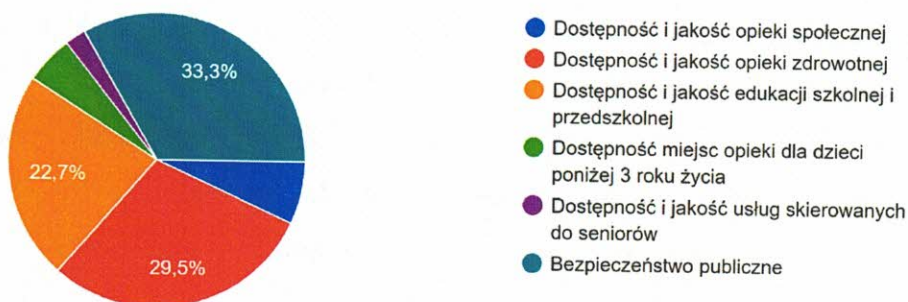 33,3%
22,7%
29,5%
Dostępność i jakość opieki społecznej
Dostępność i jakość opieki zdrowotnej
Dostępność i jakość edukacji szkolnej i
przedszkolnej
Dostępność miejsc opieki dla dzieci
poniżej 3 roku życia
Dostępność i jakość usług skierowanych
do seniorów
Bezpieczeństwo publiczne